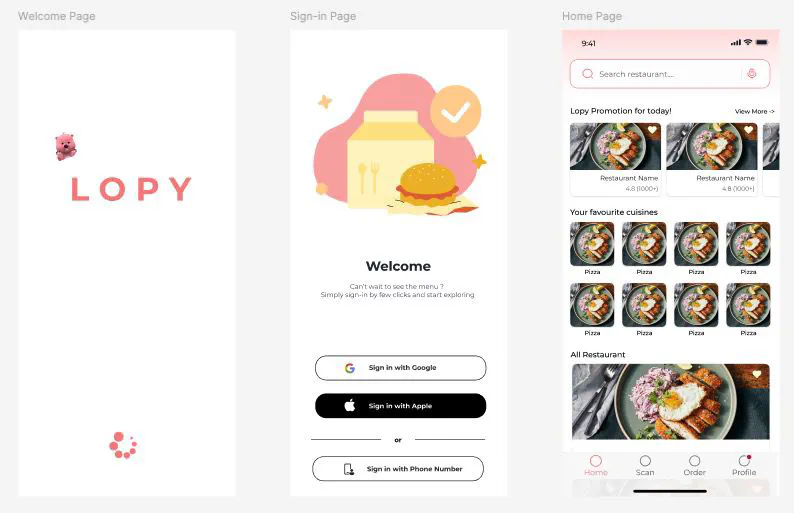 Welcome Page
Sign-in Page
Home Page
LOPY
Welcome
Can't wait to see the menu ?
Simply sign-in by few clicks and start exploring
Sign in with Google
Sign in with Apple
or
Sign in with Phone Number
9:41
Search restaurant...
Lopy Promotion for today!
View More ->
Restaurant Name
4.8 (1000+)
Restaurant Name
4.8 (1000+)
Your favourite cuisines
Pizza Pizza Pizza Pizza
Pizza Pizza Pizza Pizza
All Restaurant
Home Scan Order Profile